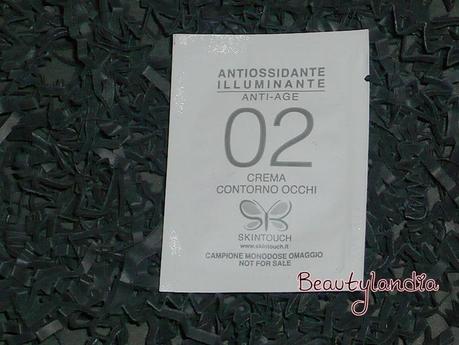 ANTIOSSIDANTE
ILLUMINANTE
ANTI-AGE
02
CREMA
CONTORNO OCCHI
SKINTOUCH
www.skintouch.it
CAMPIONE MONODOSE OMAGGIO
NOT FOR SALE
Beautylandia